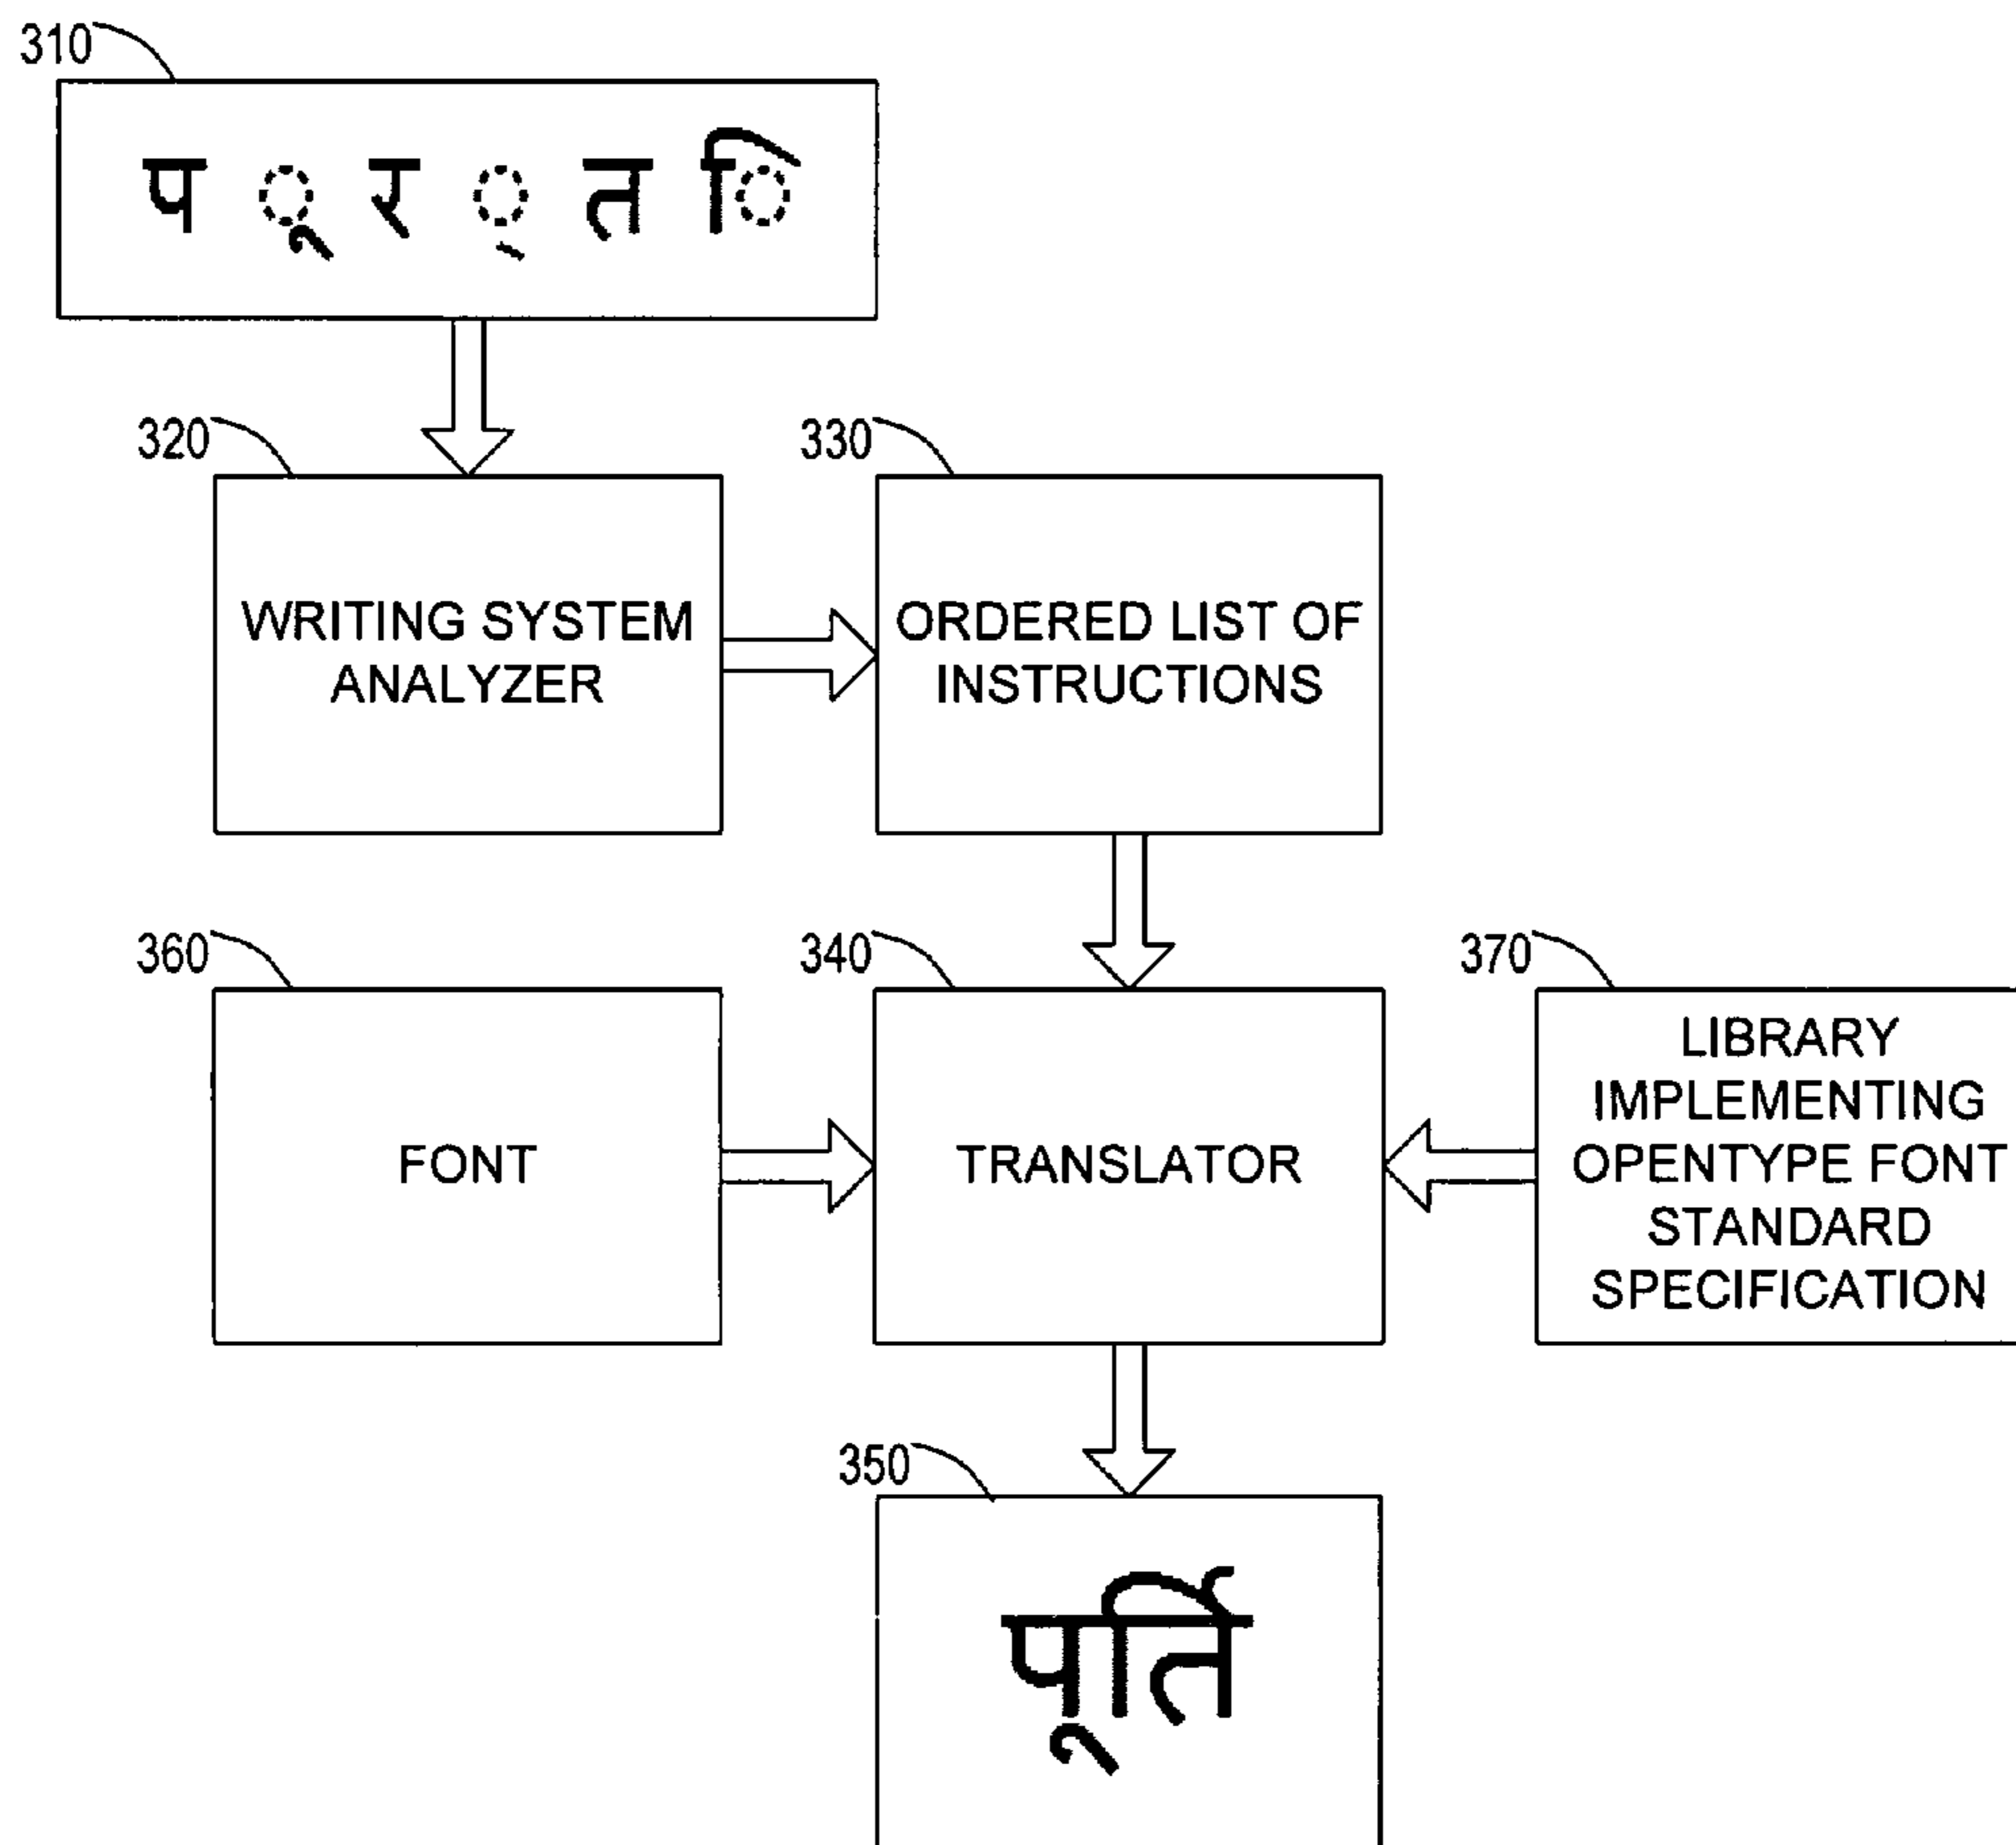 310
प ू र ् त ि
320
330
WRITING SYSTEM
ANALYZER
ORDERED LIST OF
INSTRUCTIONS
360
340
370
FONT
TRANSLATOR
LIBRARY
IMPLEMENTING
OPENTYPE FONT
STANDARD
SPECIFICATION
350
पूर्ति